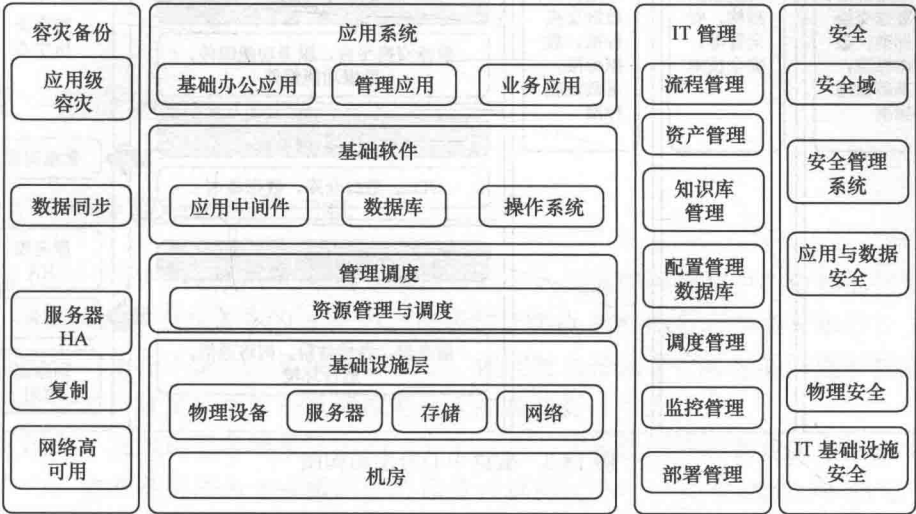 容灾备份
应用级
容灾
数据同步
服务器
HA
复制
网络高
可用
应用系统
基础办公应用
管理应用
业务应用
基础软件
应用中间件
数据库
操作系统
管理调度
资源管理与调度
基础设施层
物理设备
服务器
存储
网络
机房
IT 管理
流程管理
资产管理
知识库
管理
配置管理
数据库
调度管理
监控管理
部署管理
安全
安全域
安全管理
系统
应用与数据
安全
物理安全
IT 基础设施
安全